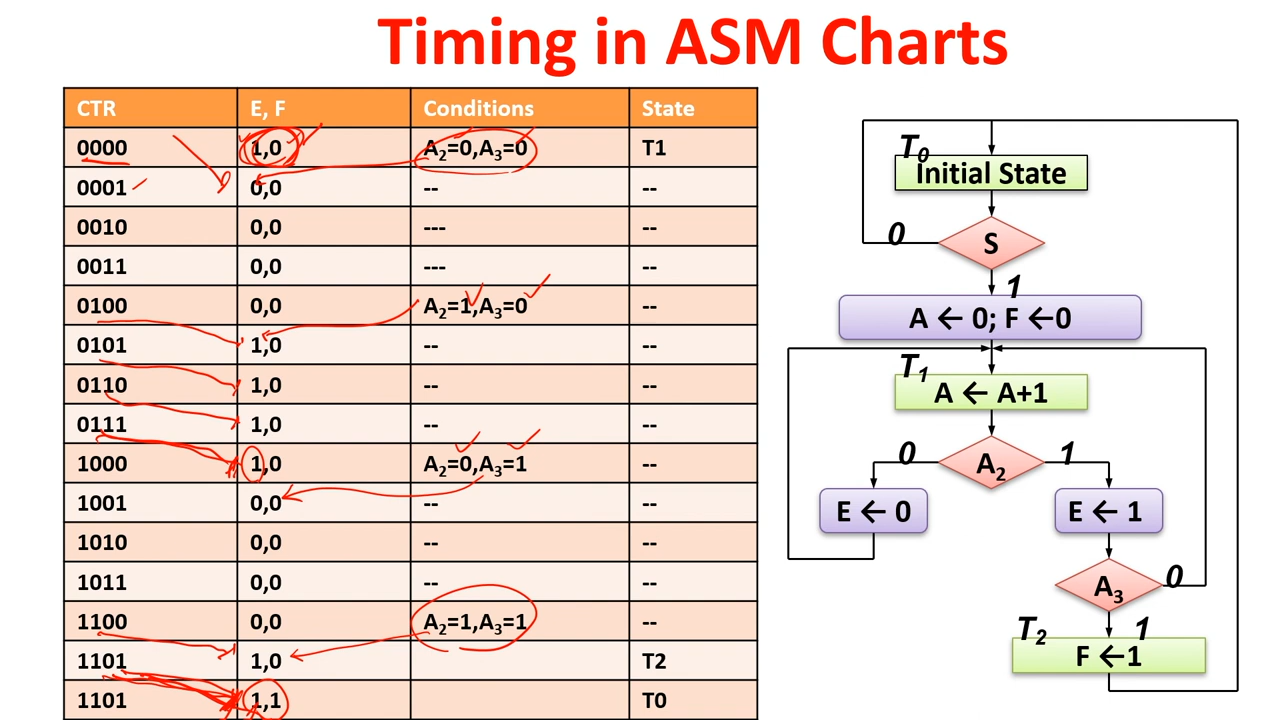 Timing in ASM Charts
CTR E, F Conditions State
0000 1,0 A₂=0,A₃=0 T1
0001 0,0 -- --
0010 0,0 --- --
0011 0,0 --- --
0100 0,0 A₂=1,A₃=0 --
0101 1,0 -- --
0110 1,0 -- --
0111 1,0 -- --
1000 1,0 A₂=0,A₃=1 --
1001 0,0 -- --
1010 0,0 -- --
1011 0,0 -- --
1100 0,0 A₂=1,A₃=1 --
1101 1,0 T2
1101 1,1 T0
T₀
Initial State
0
S
1
A ← 0; F ←0
T₁
A ← A+1
0
A₂
1
E ← 0
E ← 1
A₃
0
T₂
1
F ←1